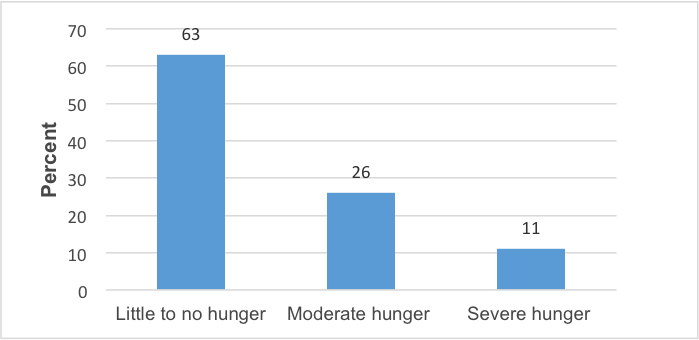 Percent
70
60
50
40
30
20
10
0
63
26
11
Little to no hunger
Moderate hunger
Severe hunger